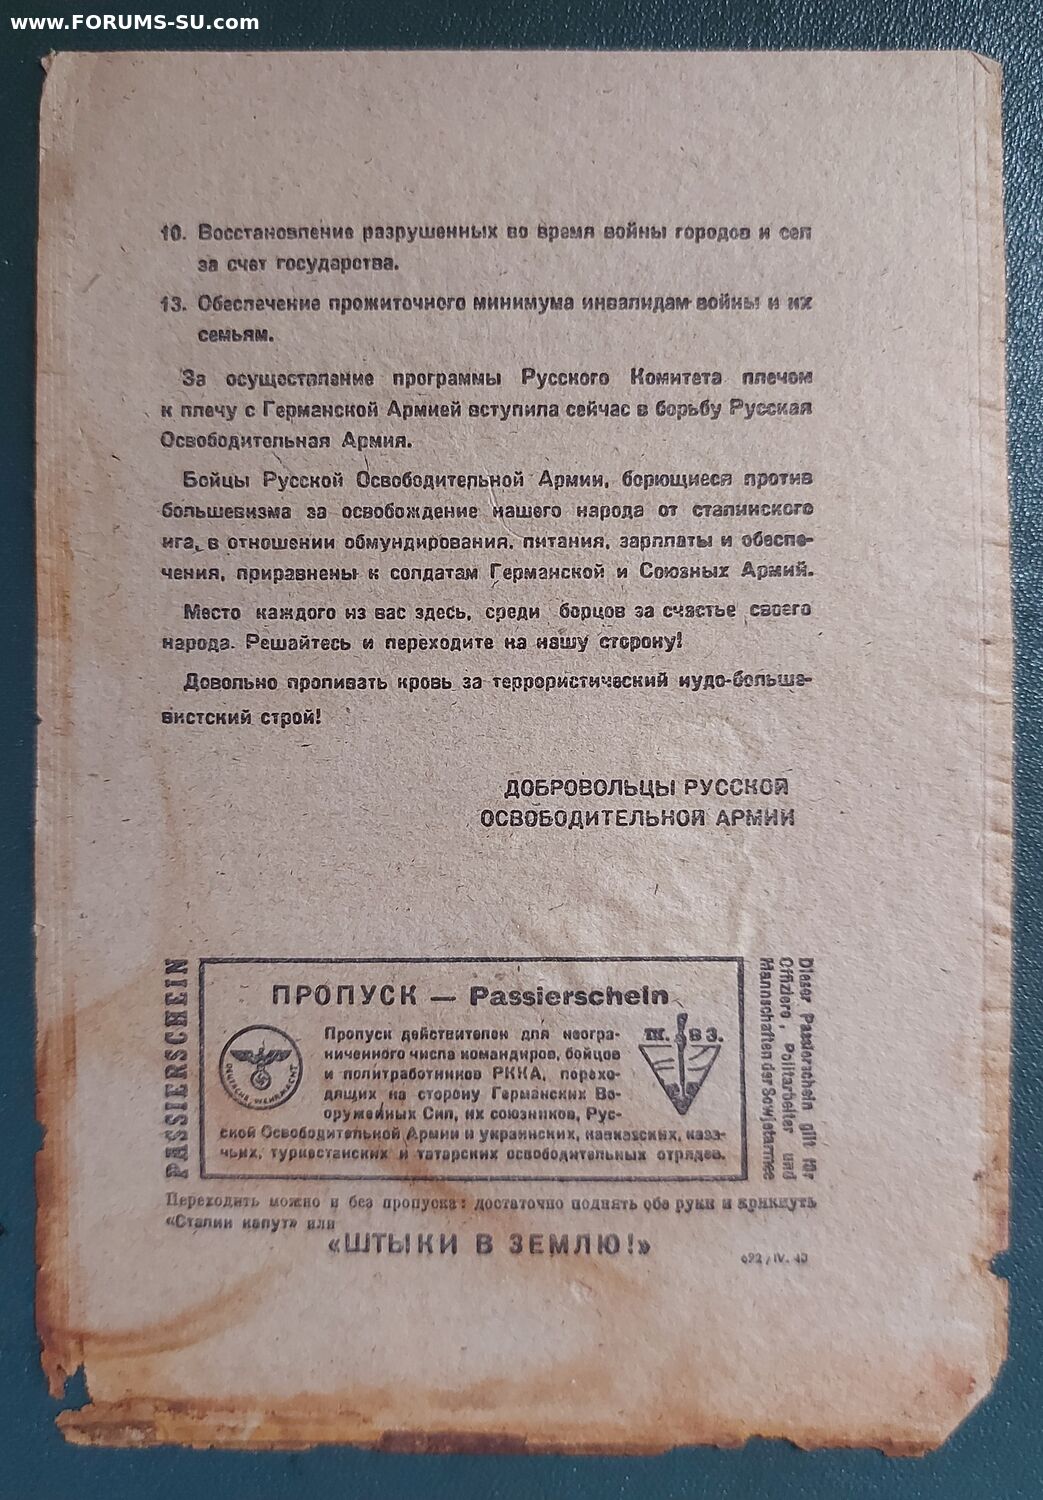 www.FORUMS-SU.com
10. Восстановление разрушенных во время войны городов и сел
за счет государства.
13. Обеспечение прожиточного минимума инвалидам войны и их
семьям.
За осуществление программы Русского Комитета плечом
к плечу с Германской Армией вступила сейчас в борьбу Русская
Освободительная Армия.
Бойцы Русской Освободительной Армии, борющиеся против
большевизма за освобождение нашего народа от сталинского
ига, в отношении обмундирования, питания, зарплаты и обеспе-
чения, приравнены к солдатам Германской и Союзных Армий.
Место каждого из вас здесь, среди борцов за счастье своего
народа. Решайтесь и переходите на нашу сторону!
Довольно проливать кровь за террористический иудо-больше-
вистский строй!
ДОБРОВОЛЬЦЫ РУССКОЙ
ОСВОБОДИТЕЛЬНОЙ АРМИИ
PASSIERSCHEIN
ПРОПУСК — Passierschein
DEUTSCHE WEHRMACHT
Пропуск действителен для неогра-
ниченного числа командиров, бойцов
и политработников РККА, перехо-
дящих на сторону Германских Во-
оруженных Сил, их союзников, Рус-
ской Освободительной Армии и украинских, кавказских, каза-
чьих, туркестанских и татарских освободительных отрядов.
Ш. В З.
Dieser Passierschein gilt für
Offiziere, Politarbeiter und
Mannschaften der Sowjetarmee
Переходить можно и без пропуска: достаточно поднять обе руки и крикнуть
«Сталин капут» или
«ШТЫКИ В ЗЕМЛЮ!»
692 / IV. 43